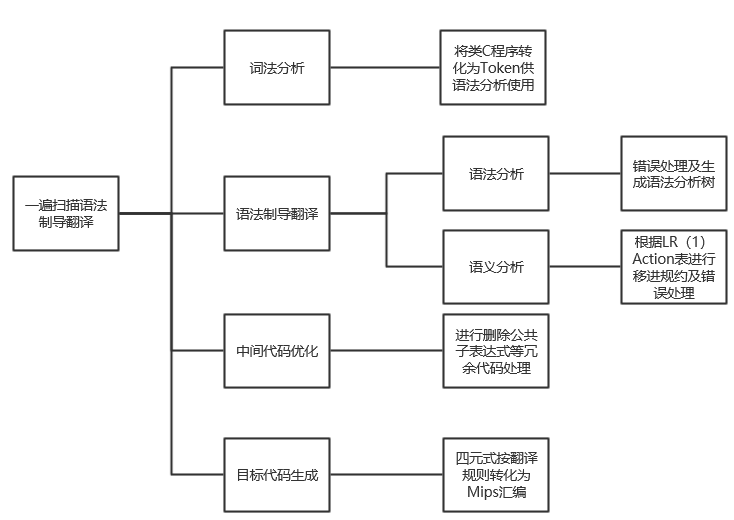 词法分析
将类C程序转
化为Token供
语法分析使用
一遍扫描语法
制导翻译
语法制导翻译
语法分析
错误处理及生
成语法分析树
语义分析
根据LR（1）
Action表进行
移进规约及错
误处理
中间代码优化
进行删除公共
子表达式等冗
余代码处理
目标代码生成
四元式按翻译
规则转化为
Mips汇编